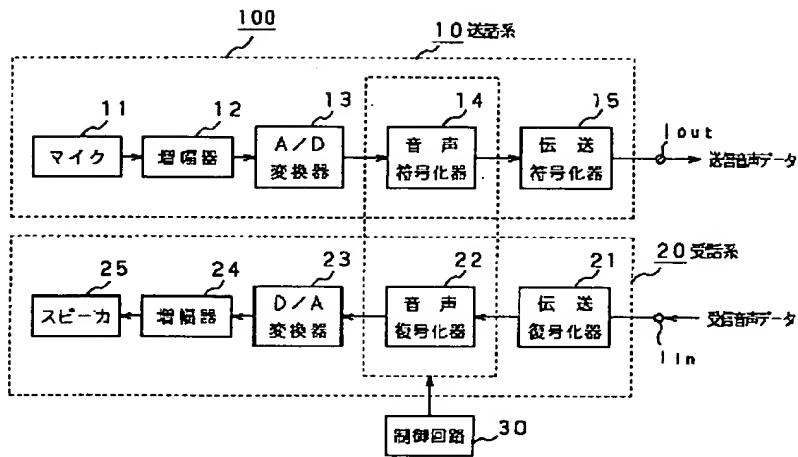 100
10 送話系
11
12
13
14
15
マイク
増幅器
A/D
変換器
音声
符号化器
伝送
符号化器
1out
送信音声データ
25
24
23
22
21
20 受話系
スピーカ
増幅器
D/A
変換器
音声
復号化器
伝送
復号化器
受信音声データ
1in
制御回路
30